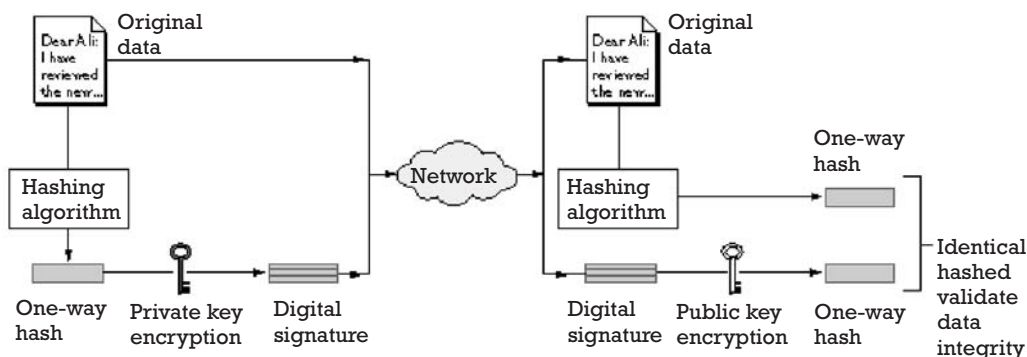 Original
data
Dear Ali:
I have
reviewed
the new...
Hashing
algorithm
One-way
hash
Private key
encryption
Digital
signature
Network
Original
data
Dear Ali:
I have
reviewed
the new...
Hashing
algorithm
One-way
hash
Digital
signature
Public key
encryption
One-way
hash
Identical
hashed
validate
data
integrity